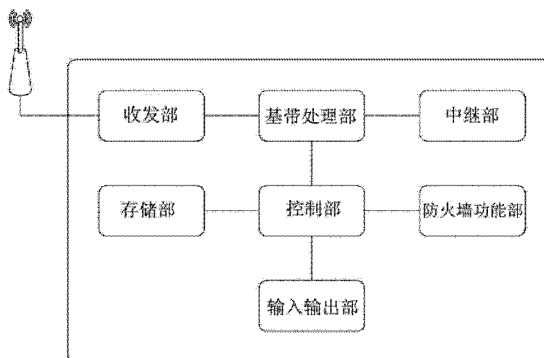 收发部
基带处理部
中继部
存储部
控制部
防火墙功能部
输入输出部